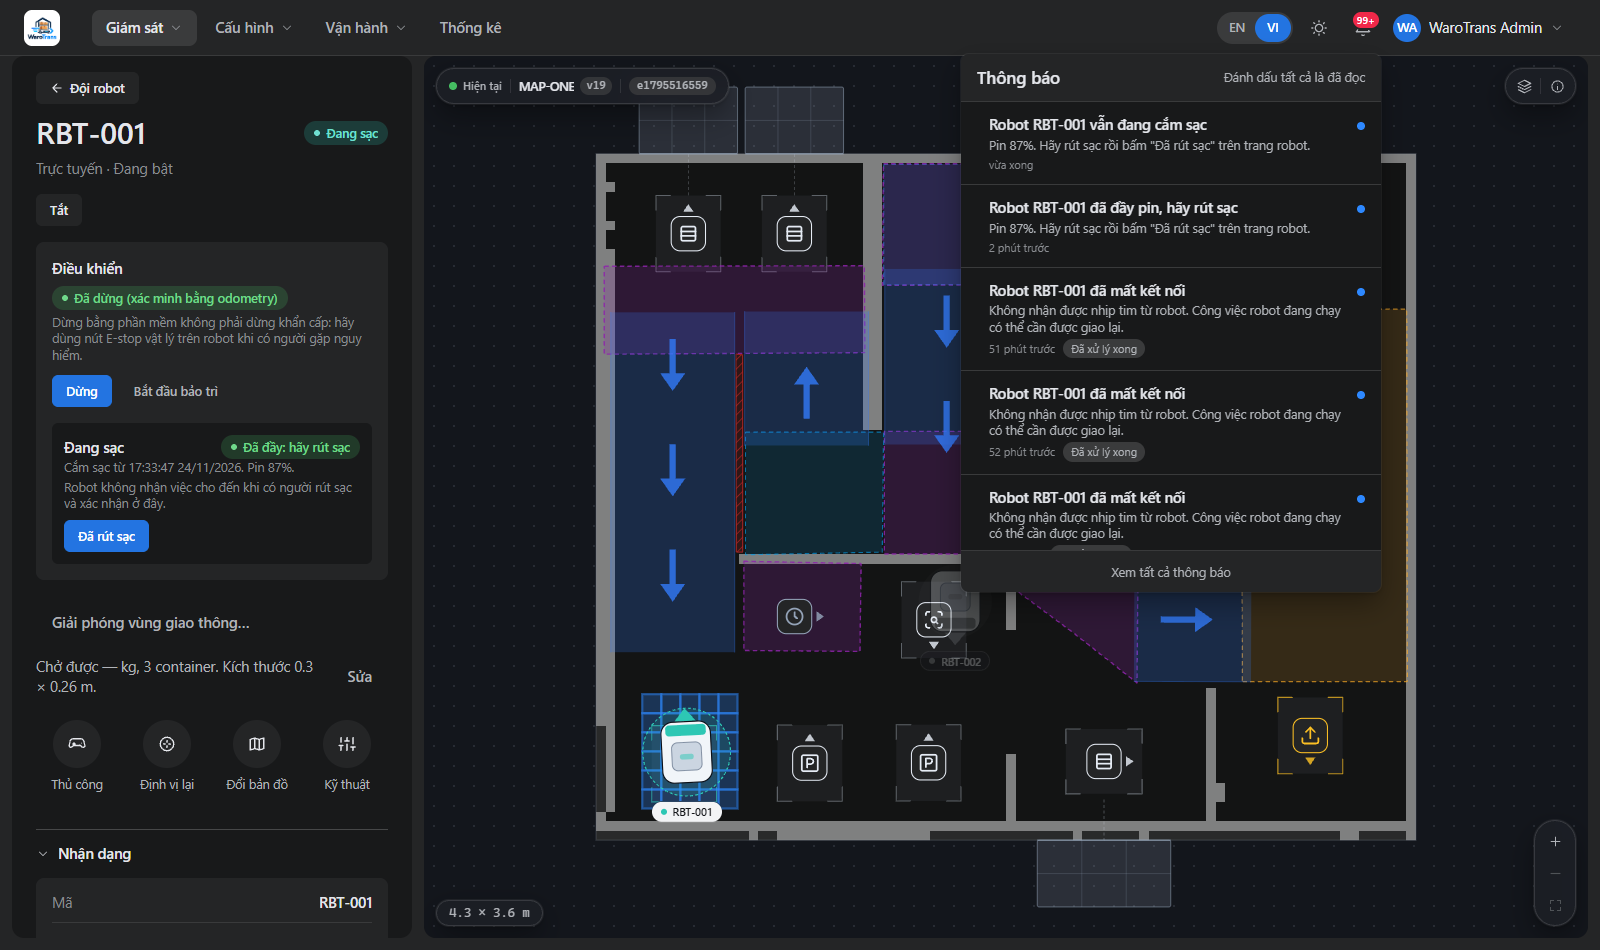 Giám sát
Cấu hình
Vận hành
Thống kê
EN
VI
99+
WA
WaroTrans Admin
Đội robot
RBT-001
Đang sạc
Trực tuyến · Đang bật
Tắt
Điều khiển
Đã dừng (xác minh bằng odometry)
Dừng bằng phần mềm không phải dừng khẩn cấp: hãy
dùng nút E-stop vật lý trên robot khi có người gặp nguy
hiểm.
Dừng
Bắt đầu bảo trì
Đang sạc
Đã đầy: hãy rút sạc
Cắm sạc từ 17:33:47 24/11/2026. Pin 87%.
Robot không nhận việc cho đến khi có người rút sạc
và xác nhận ở đây.
Đã rút sạc
Giải phóng vùng giao thông...
Chở được — kg, 3 container. Kích thước 0.3
× 0.26 m.
Sửa
Thủ công
Định vị lại
Đổi bản đồ
Kỹ thuật
Nhận dạng
Mã
RBT-001
Hiện tại
MAP-ONE
v19
e1795516559
Thông báo
Đánh dấu tất cả là đã đọc
Robot RBT-001 vẫn đang cắm sạc
Pin 87%. Hãy rút sạc rồi bấm "Đã rút sạc" trên trang robot.
vừa xong
Robot RBT-001 đã đầy pin, hãy rút sạc
Pin 87%. Hãy rút sạc rồi bấm "Đã rút sạc" trên trang robot.
2 phút trước
Robot RBT-001 đã mất kết nối
Không nhận được nhịp tim từ robot. Công việc robot đang chạy
có thể cần được giao lại.
51 phút trước
Đã xử lý xong
Robot RBT-001 đã mất kết nối
Không nhận được nhịp tim từ robot. Công việc robot đang chạy
có thể cần được giao lại.
52 phút trước
Đã xử lý xong
Robot RBT-001 đã mất kết nối
Không nhận được nhịp tim từ robot. Công việc robot đang chạy
có thể cần được giao lại.
Xem tất cả thông báo
RBT-002
P
P
RBT-001
4.3 × 3.6 m